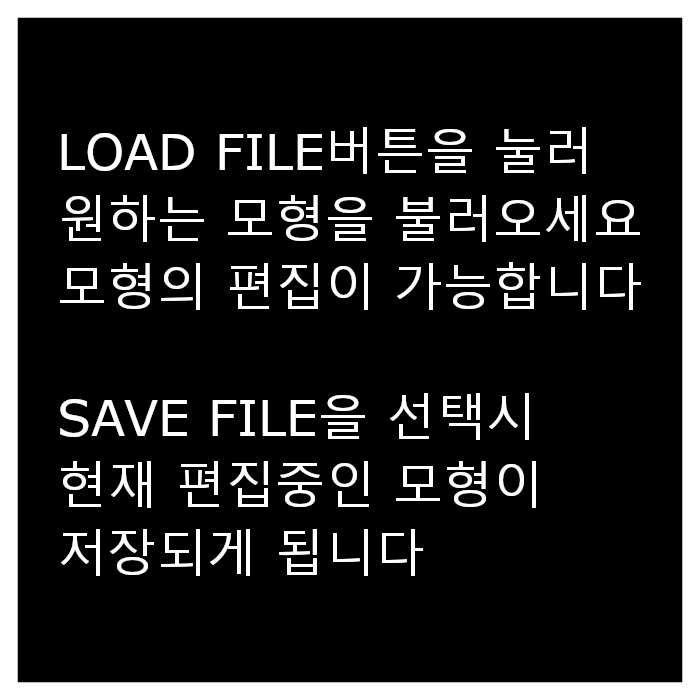 LOAD FILE버튼을 눌러
원하는 모형을 불러오세요
모형의 편집이 가능합니다
SAVE FILE을 선택시
현재 편집중인 모형이
저장되게 됩니다